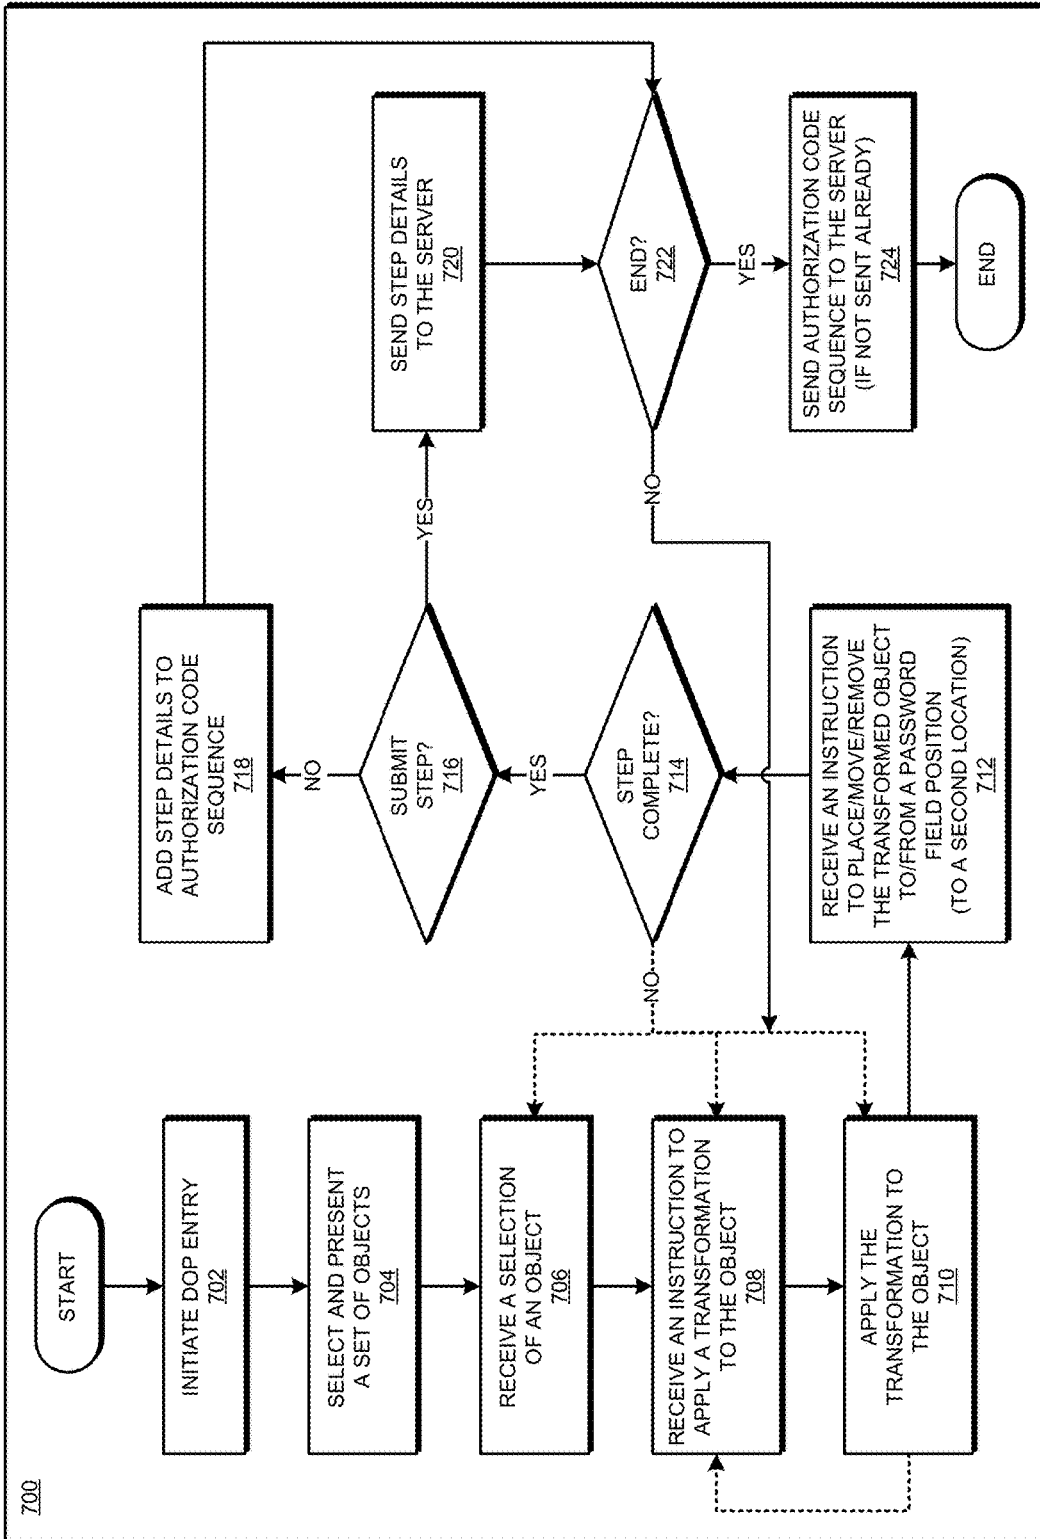 700
START
INITIATE DOP ENTRY
702
SELECT AND PRESENT
A SET OF OBJECTS
704
RECEIVE A SELECTION
OF AN OBJECT
706
RECEIVE AN INSTRUCTION TO
APPLY A TRANSFORMATION
TO THE OBJECT
708
APPLY THE
TRANSFORMATION TO
THE OBJECT
710
RECEIVE AN INSTRUCTION
TO PLACE/MOVE/REMOVE
THE TRANSFORMED OBJECT
TO/FROM A PASSWORD
FIELD POSITION
(TO A SECOND LOCATION)
712
STEP
COMPLETE?
714
NO
YES
SUBMIT
STEP?
716
NO
YES
ADD STEP DETAILS TO
AUTHORIZATION CODE
SEQUENCE
718
SEND STEP DETAILS
TO THE SERVER
720
END?
722
NO
YES
SEND AUTHORIZATION CODE
SEQUENCE TO THE SERVER
(IF NOT SENT ALREADY)
724
END